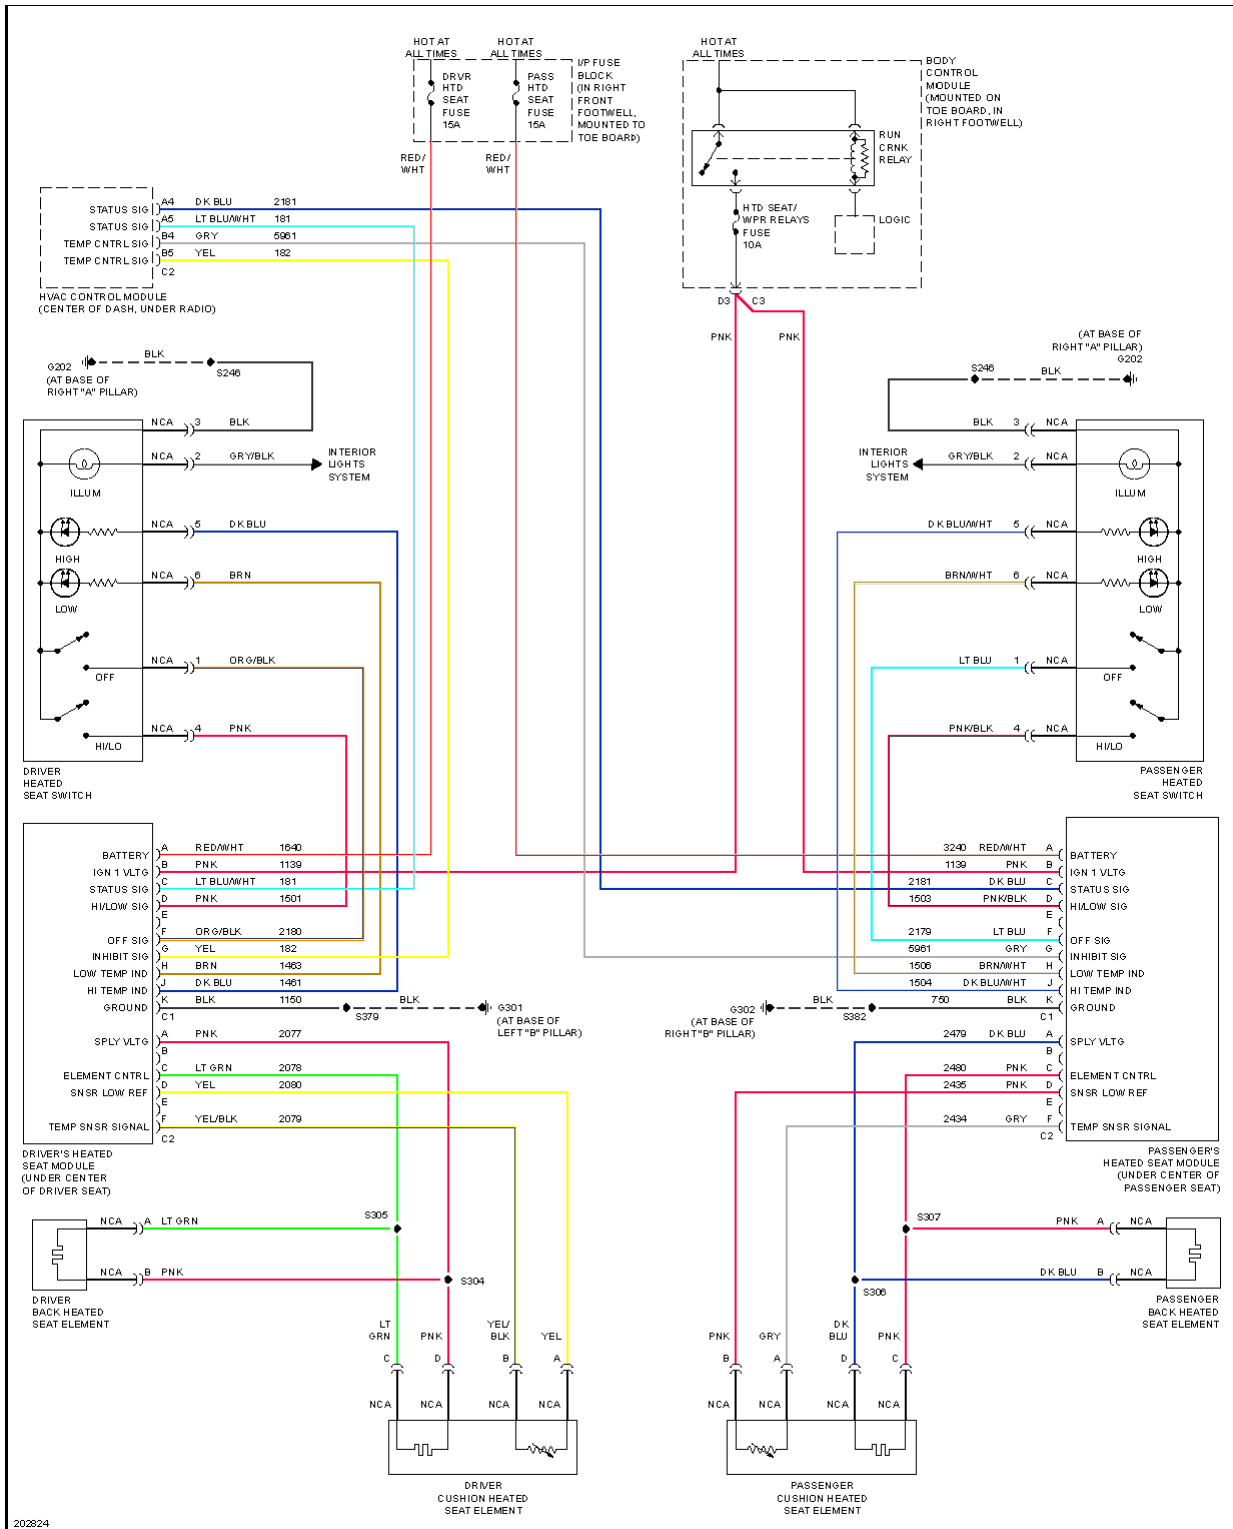 HOT AT
ALL TIMES
HOT AT
ALL TIMES
HOT AT
ALL TIMES
DRVR
HTD
SEAT
FUSE
15A
PASS
HTD
SEAT
FUSE
15A
I/P FUSE
BLOCK
(IN RIGHT
FRONT
FOOTWELL,
MOUNTED TO
TOE BOARD)
BODY
CONTROL
MODULE
(MOUNTED ON
TOE BOARD, IN
RIGHT FOOTWELL)
RUN
CRNK
RELAY
RED/
WHT
RED/
WHT
HTD SEAT/
WPR RELAYS
FUSE
10A
LOGIC
D3 C3
PNK PNK
STATUS SIG A4 DK BLU 2181
STATUS SIG A5 LT BLU/WHT 181
TEMP CNTRL SIG B4 GRY 5961
TEMP CNTRL SIG B5 YEL 182
C2
HVAC CONTROL MODULE
(CENTER OF DASH, UNDER RADIO)
BLK
G202
S246
(AT BASE OF
RIGHT "A" PILLAR)
(AT BASE OF
RIGHT "A" PILLAR)
G202
S246
BLK
NCA 3 BLK
NCA 2 GRY/BLK
INTERIOR
LIGHTS
SYSTEM
ILLUM
NCA 5 DK BLU
HIGH
NCA 6 BRN
LOW
NCA 1 ORG/BLK
OFF
NCA 4 PNK
HI/LO
DRIVER
HEATED
SEAT SWITCH
BLK 3 NCA
GRY/BLK 2 NCA
INTERIOR
LIGHTS
SYSTEM
ILLUM
DK BLU/WHT 5 NCA
HIGH
BRN/WHT 6 NCA
LOW
LT BLU 1 NCA
OFF
PNK/BLK 4 NCA
HI/LO
PASSENGER
HEATED
SEAT SWITCH
BATTERY A RED/WHT 1640
IGN 1 VLTG B PNK 1139
STATUS SIG C LT BLU/WHT 181
HI/LOW SIG D PNK 1501
E
OFF SIG F ORG/BLK 2180
INHIBIT SIG G YEL 182
LOW TEMP IND H BRN 1463
HI TEMP IND J DK BLU 1461
GROUND K BLK 1150
C1
BLK
S379
G301
(AT BASE OF
LEFT "B" PILLAR)
SPLY VLTG A PNK 2077
B
ELEMENT CNTRL C LT GRN 2078
SNSR LOW REF D YEL 2080
E
TEMP SNSR SIGNAL F YEL/BLK 2079
C2
DRIVER'S HEATED
SEAT MODULE
(UNDER CENTER
OF DRIVER SEAT)
3240 RED/WHT A BATTERY
1139 PNK B IGN 1 VLTG
2181 DK BLU C STATUS SIG
1503 PNK/BLK D HI/LOW SIG
E
2179 LT BLU F OFF SIG
5961 GRY G INHIBIT SIG
1506 BRN/WHT H LOW TEMP IND
1504 DK BLU/WHT J HI TEMP IND
750 BLK K GROUND
C1
BLK
S382
G302
(AT BASE OF
RIGHT "B" PILLAR)
2479 DK BLU A SPLY VLTG
B
2480 PNK C ELEMENT CNTRL
2435 PNK D SNSR LOW REF
E
2434 GRY F TEMP SNSR SIGNAL
C2
PASSENGER'S
HEATED SEAT MODULE
(UNDER CENTER OF
PASSENGER SEAT)
NCA A LT GRN
S305
NCA B PNK
S304
DRIVER
BACK HEATED
SEAT ELEMENT
S307
PNK A NCA
DK BLU B NCA
S306
PASSENGER
BACK HEATED
SEAT ELEMENT
LT
GRN
PNK
YEL/
BLK
YEL
C D B A
NCA NCA NCA NCA
DRIVER
CUSHION HEATED
SEAT ELEMENT
PNK
GRY
DK
BLU
PNK
B A D C
NCA NCA NCA NCA
PASSENGER
CUSHION HEATED
SEAT ELEMENT
202824